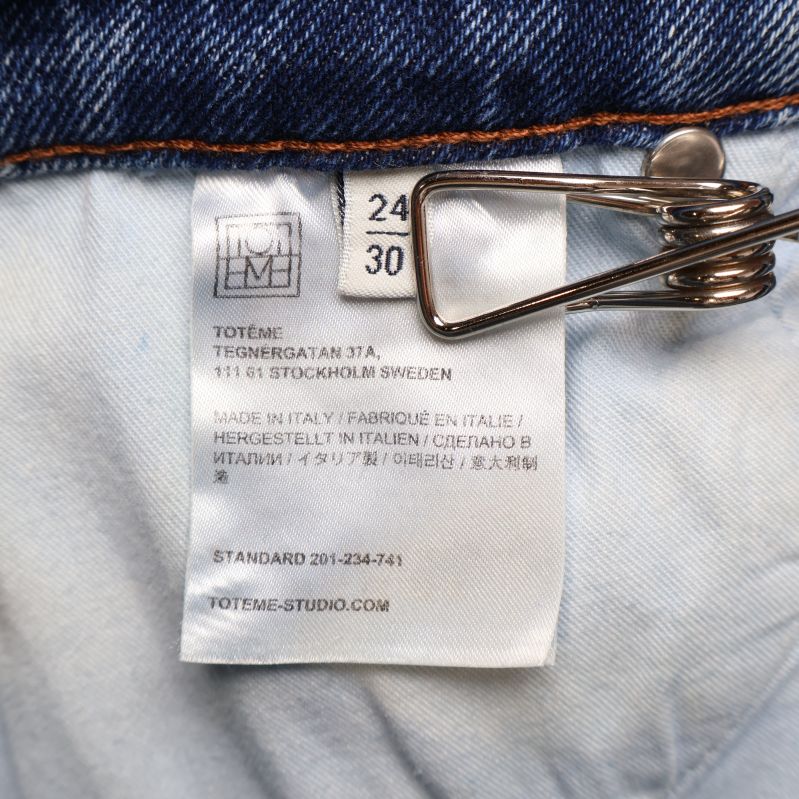 24
30
TOT
EME
TOTÊME
TEGNERGATAN 37A,
111 61 STOCKHOLM SWEDEN
MADE IN ITALY / FABRIQUÉ EN ITALIE /
HERGESTELLT IN ITALIEN / СДЕЛАНО В
ИТАЛИИ / イタリア製 / 이태리산 / 意大利制
造
STANDARD 201-234-741
TOTEME-STUDIO.COM